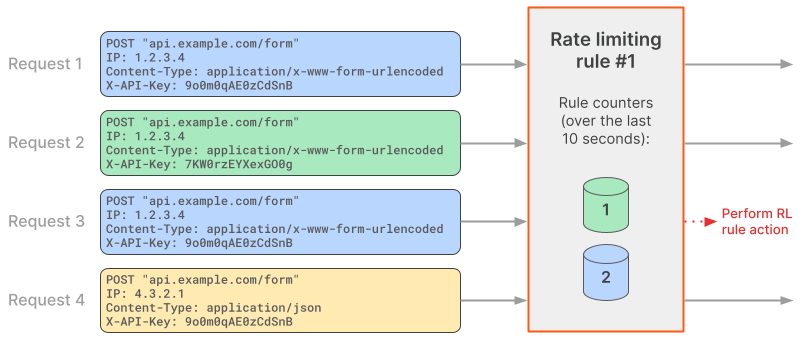 Request 1
POST "api.example.com/form"
IP: 1.2.3.4
Content-Type: application/x-www-form-urlencoded
X-API-Key: 9o0m0qAE0zCdSnB
Request 2
POST "api.example.com/form"
IP: 1.2.3.4
Content-Type: application/x-www-form-urlencoded
X-API-Key: 7KW0rzEYXexGO0g
Request 3
POST "api.example.com/form"
IP: 1.2.3.4
Content-Type: application/x-www-form-urlencoded
X-API-Key: 9o0m0qAE0zCdSnB
Request 4
POST "api.example.com/form"
IP: 4.3.2.1
Content-Type: application/json
X-API-Key: 9o0m0qAE0zCdSnB
Rate limiting
rule #1
Rule counters
(over the last
10 seconds):
1
2
Perform RL
rule action